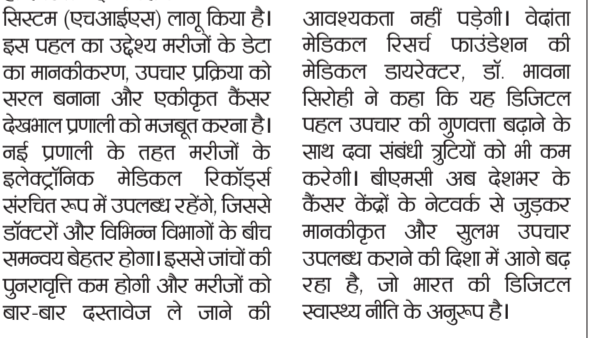 सिस्टम (एचआईएस) लागू किया है।
इस पहल का उद्देश्य मरीजों के डेटा
का मानकीकरण, उपचार प्रक्रिया को
सरल बनाना और एकीकृत कैंसर
देखभाल प्रणाली को मजबूत करना है।
नई प्रणाली के तहत मरीजों के
इलेक्ट्रॉनिक मेडिकल रिकॉर्ड्स
संरचित रूप में उपलब्ध रहेंगे, जिससे
डॉक्टरों और विभिन्न विभागों के बीच
समन्वय बेहतर होगा। इससे जांचों की
पुनरावृत्ति कम होगी और मरीजों को
बार-बार दस्तावेज ले जाने की
आवश्यकता नहीं पड़ेगी। वेदांता
मेडिकल रिसर्च फाउंडेशन की
मेडिकल डायरेक्टर, डॉ. भावना
सिरोही ने कहा कि यह डिजिटल
पहल उपचार की गुणवत्ता बढ़ाने के
साथ दवा संबंधी त्रुटियों को भी कम
करेगी। बीएमसी अब देशभर के
कैंसर केंद्रों के नेटवर्क से जुड़कर
मानकीकृत और सुलभ उपचार
उपलब्ध कराने की दिशा में आगे बढ़
रहा है, जो भारत की डिजिटल
स्वास्थ्य नीति के अनुरूप है।